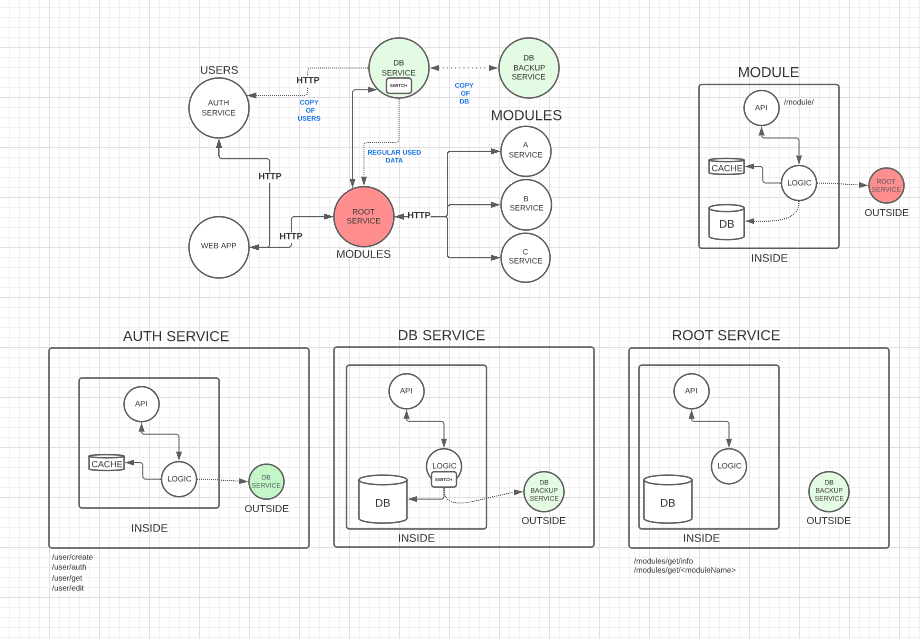 USERS
AUTH
SERVICE
HTTP
COPY
OF
USERS
DB
SERVICE
SWITCH
COPY
OF
DB
DB
BACKUP
SERVICE
MODULES
REGULAR USED
DATA
HTTP
A
SERVICE
B
SERVICE
C
SERVICE
ROOT
SERVICE
MODULES
HTTP
HTTP
WEB APP
MODULE
API
/module/
CACHE
LOGIC
DB
INSIDE
ROOT
SERVICE
OUTSIDE
AUTH SERVICE
API
CACHE
LOGIC
INSIDE
DB
SERVICE
OUTSIDE
/user/create
/user/auth
/user/get
/user/edit
DB SERVICE
API
LOGIC
SWITCH
DB
INSIDE
DB
BACKUP
SERVICE
OUTSIDE
ROOT SERVICE
API
LOGIC
DB
INSIDE
DB
BACKUP
SERVICE
OUTSIDE
/modules/get/info
/modules/get/<moduleName>